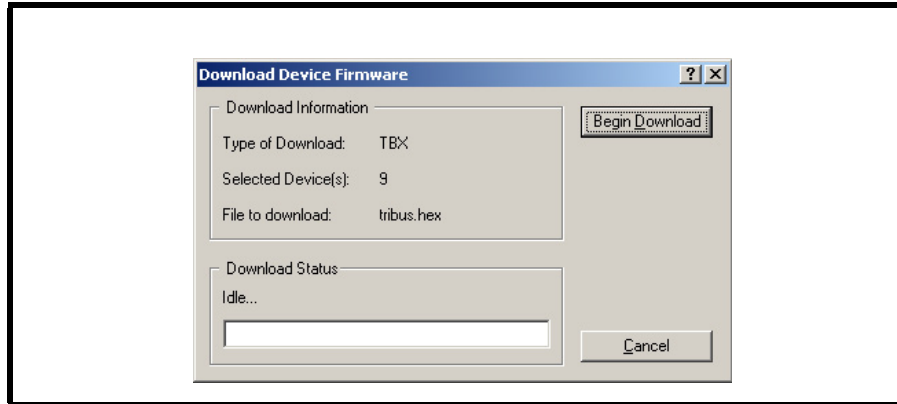 Download Device Firmware
Download Information
Type of Download: TBX
Selected Device(s): 9
File to download: tribus.hex
Begin Download
Download Status
Idle...
Cancel